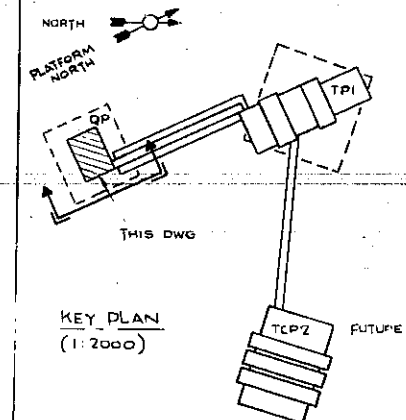 NORTH
PLATFORM
NORTH
QP
TP1
THIS DWG
KEY PLAN
(1:2000)
TCP2
FUTURE